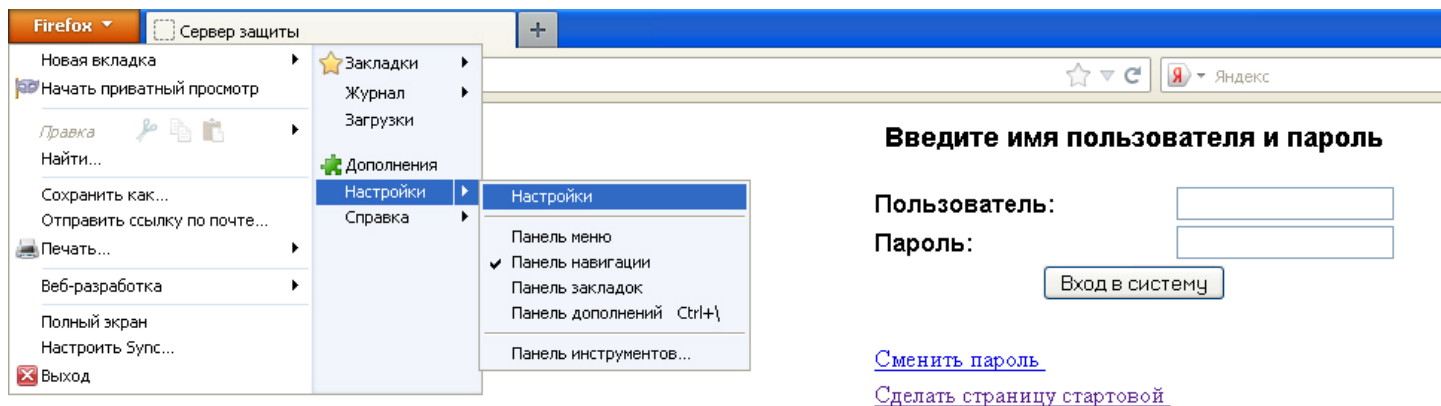 Firefox
Сервер защиты
Новая вкладка
Начать приватный просмотр
Правка
Найти...
Сохранить как...
Отправить ссылку по почте...
Печать...
Веб-разработка
Полный экран
Настроить Sync...
Выход
Закладки
Журнал
Загрузки
Дополнения
Настройки
Справка
Настройки
Панель меню
Панель навигации
Панель закладок
Панель дополнений Ctrl+\
Панель инструментов...
Яндекс
Введите имя пользователя и пароль
Пользователь:
Пароль:
Вход в систему
Сменить пароль
Сделать страницу стартовой